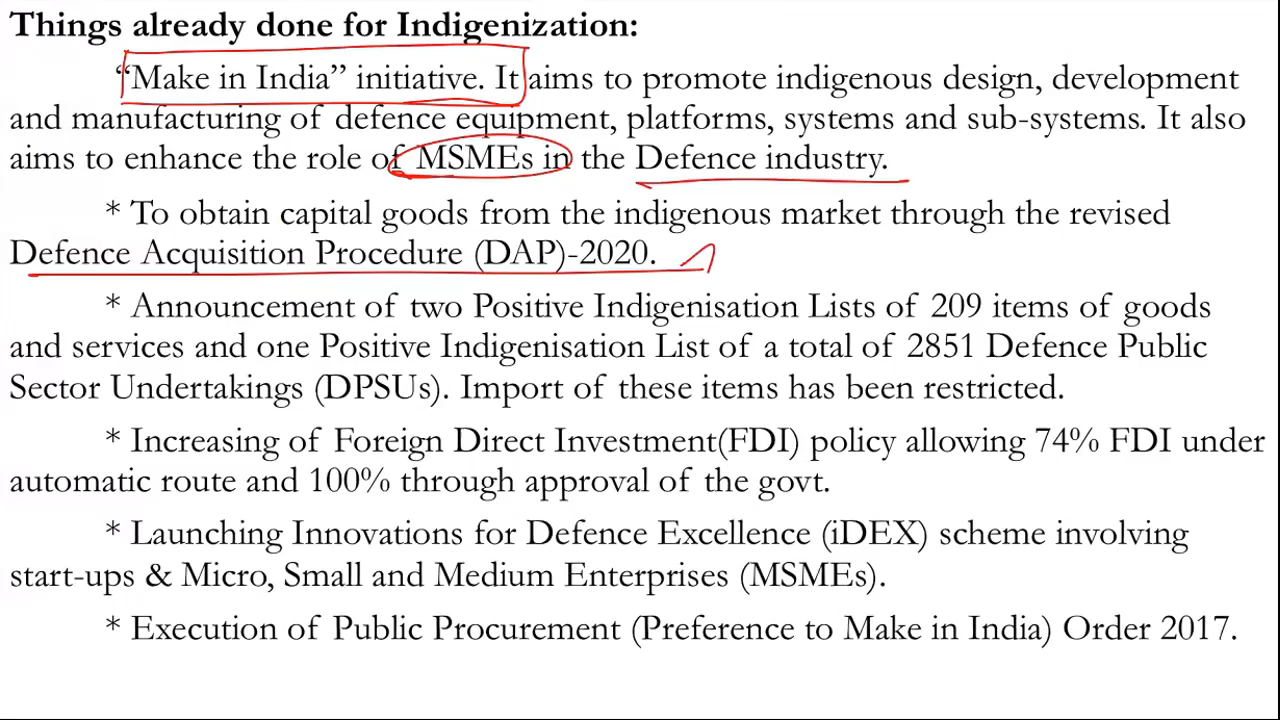 Things already done for Indigenization:
“Make in India” initiative. It aims to promote indigenous design, development
and manufacturing of defence equipment, platforms, systems and sub-systems. It also
aims to enhance the role of MSMEs in the Defence industry.
* To obtain capital goods from the indigenous market through the revised
Defence Acquisition Procedure (DAP)-2020.
* Announcement of two Positive Indigenisation Lists of 209 items of goods
and services and one Positive Indigenisation List of a total of 2851 Defence Public
Sector Undertakings (DPSUs). Import of these items has been restricted.
* Increasing of Foreign Direct Investment(FDI) policy allowing 74% FDI under
automatic route and 100% through approval of the govt.
* Launching Innovations for Defence Excellence (iDEX) scheme involving
start-ups & Micro, Small and Medium Enterprises (MSMEs).
* Execution of Public Procurement (Preference to Make in India) Order 2017.